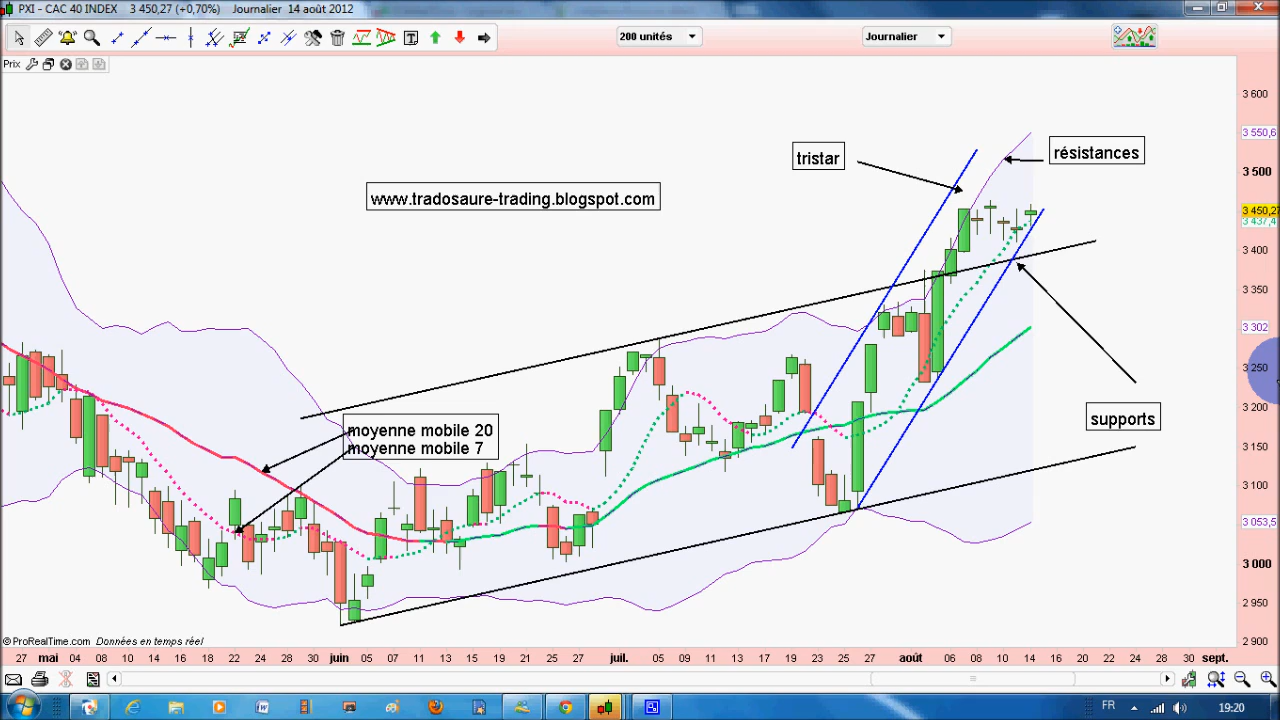 PXI - CAC 40 INDEX 3 450,27 (+0,70%) Journalier 14 août 2012
200 unités
Journalier
Prix
3 600
3 550,6
tristar
résistances
3 500
www.tradosaure-trading.blogspot.com
3 450,27
3 437,4
3 400
3 350
3 302
3 250
3 200
supports
moyenne mobile 20
moyenne mobile 7
3 150
3 100
3 053,5
3 000
2 950
2 900
©ProRealTime.com Données en temps réel
27 mai 04 08 10 14 16 18 22 24 28 30 juin 05 07 11 13 15 19 21 25 27 juil. 05 09 11 13 17 19 23 25 27 août 06 08 10 14 16 20 22 24 28 30 sept.
FR 19:20